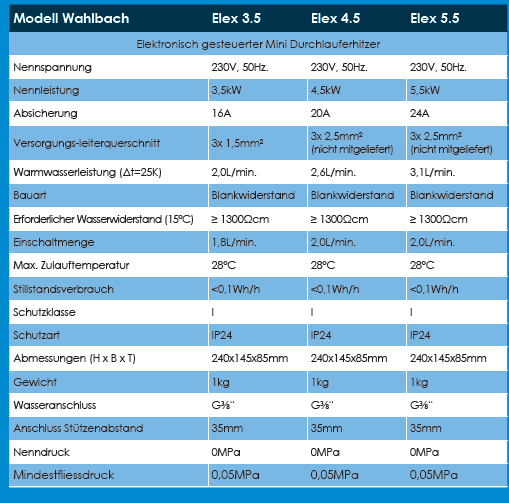 Modell Wahlbach Elex 3.5 Elex 4.5 Elex 5.5
Elektronisch gesteuerter Mini Durchlauferhitzer
Nennspannung 230V, 50Hz. 230V, 50Hz. 230V, 50Hz.
Nennleistung 3,5kW 4,5kW 5,5kW
Absicherung 16A 20A 24A
Versorgungs-leiterquerschnitt 3x 1,5mm² 3x 2,5mm² (nicht mitgeliefert) 3x 2,5mm² (nicht mitgeliefert)
Warmwasserleistung (Δt=25K) 2,0L/min. 2,6L/min. 3,1L/min.
Bauart Blankwiderstand Blankwiderstand Blankwiderstand
Erforderlicher Wasserwiderstand (15ºC) ≥ 1300Ωcm ≥ 1300Ωcm ≥ 1300Ωcm
Einschaltmenge 1,8L/min. 2,0L/min. 2,0L/min.
Max. Zulauftemperatur 28ºC 28ºC 28ºC
Stillstandsverbrauch <0,1Wh/h <0,1Wh/h <0,1Wh/h
Schutzklasse I I I
Schutzart IP24 IP24 IP24
Abmessungen (H x B x T) 240x145x85mm 240x145x85mm 240x145x85mm
Gewicht 1kg 1kg 1kg
Wasseranschluss G⅜" G⅜" G⅜"
Anschluss Stützenabstand 35mm 35mm 35mm
Nenndruck 0MPa 0MPa 0MPa
Mindestfliessdruck 0,05MPa 0,05MPa 0,05MPa